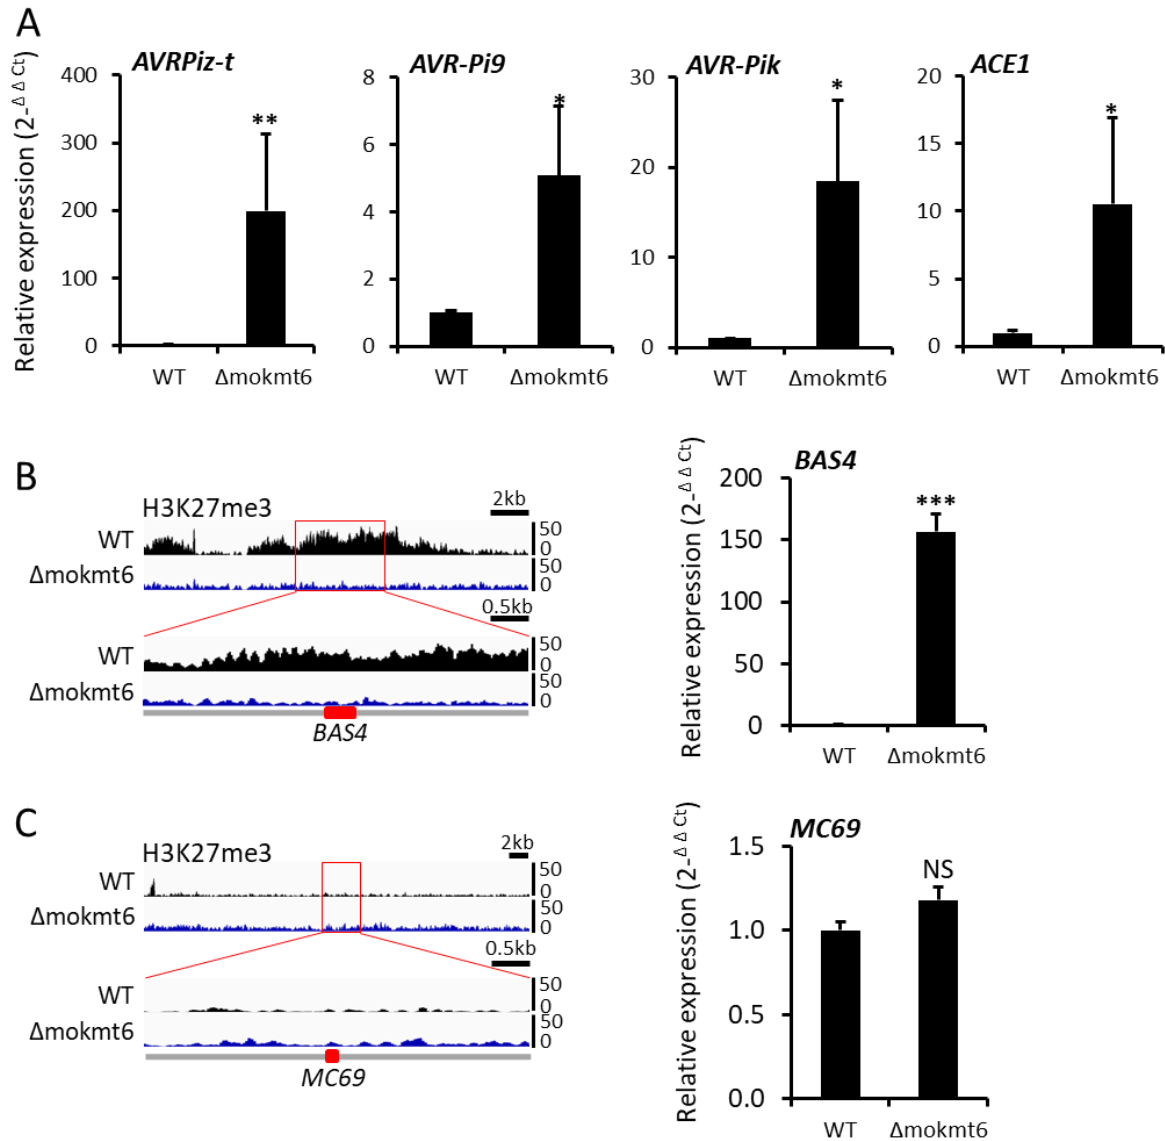 A
Relative expression (2-ΔΔCt)
AVRPiz-t
400
300
200
100
0
**
WT Δmokmt6
AVR-Pi9
8
6
4
2
0
*
WT Δmokmt6
AVR-Pik
30
20
10
0
*
WT Δmokmt6
ACE1
20
15
10
5
0
*
WT Δmokmt6
B
H3K27me3
2kb
WT
50
0
Δmokmt6
50
0
0.5kb
WT
50
0
Δmokmt6
50
0
BAS4
Relative expression (2-ΔΔCt)
BAS4
200
150
100
50
0
***
WT Δmokmt6
C
H3K27me3
2kb
WT
50
0
Δmokmt6
50
0
0.5kb
WT
50
0
Δmokmt6
50
0
MC69
Relative expression (2-ΔΔCt)
MC69
1.5
1.0
0.5
0.0
NS
WT Δmokmt6